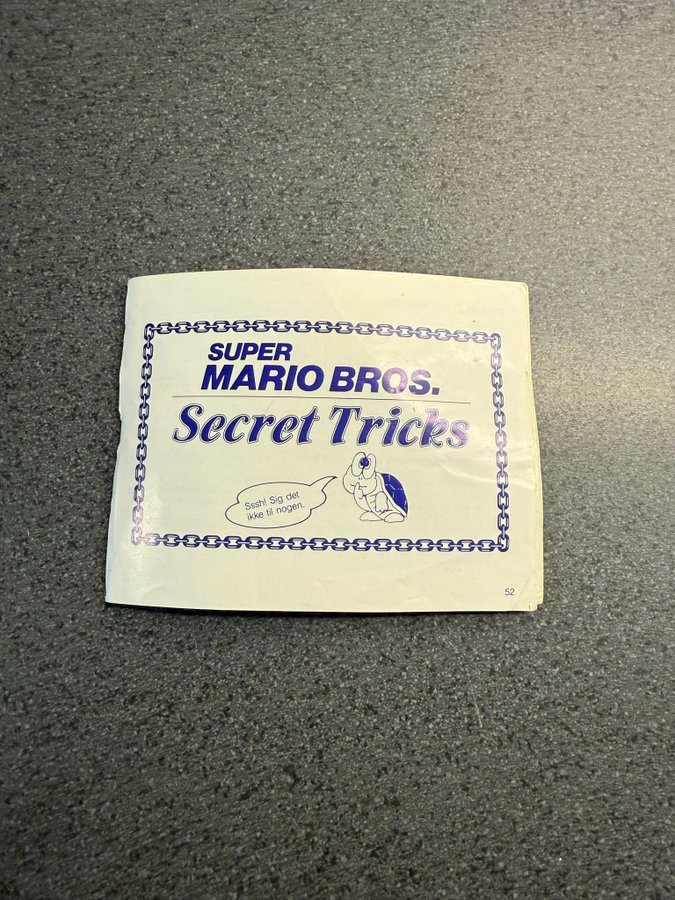 SUPER
MARIO BROS.
Secret Tricks
Sssh! Sig det
ikke til nogen.
52